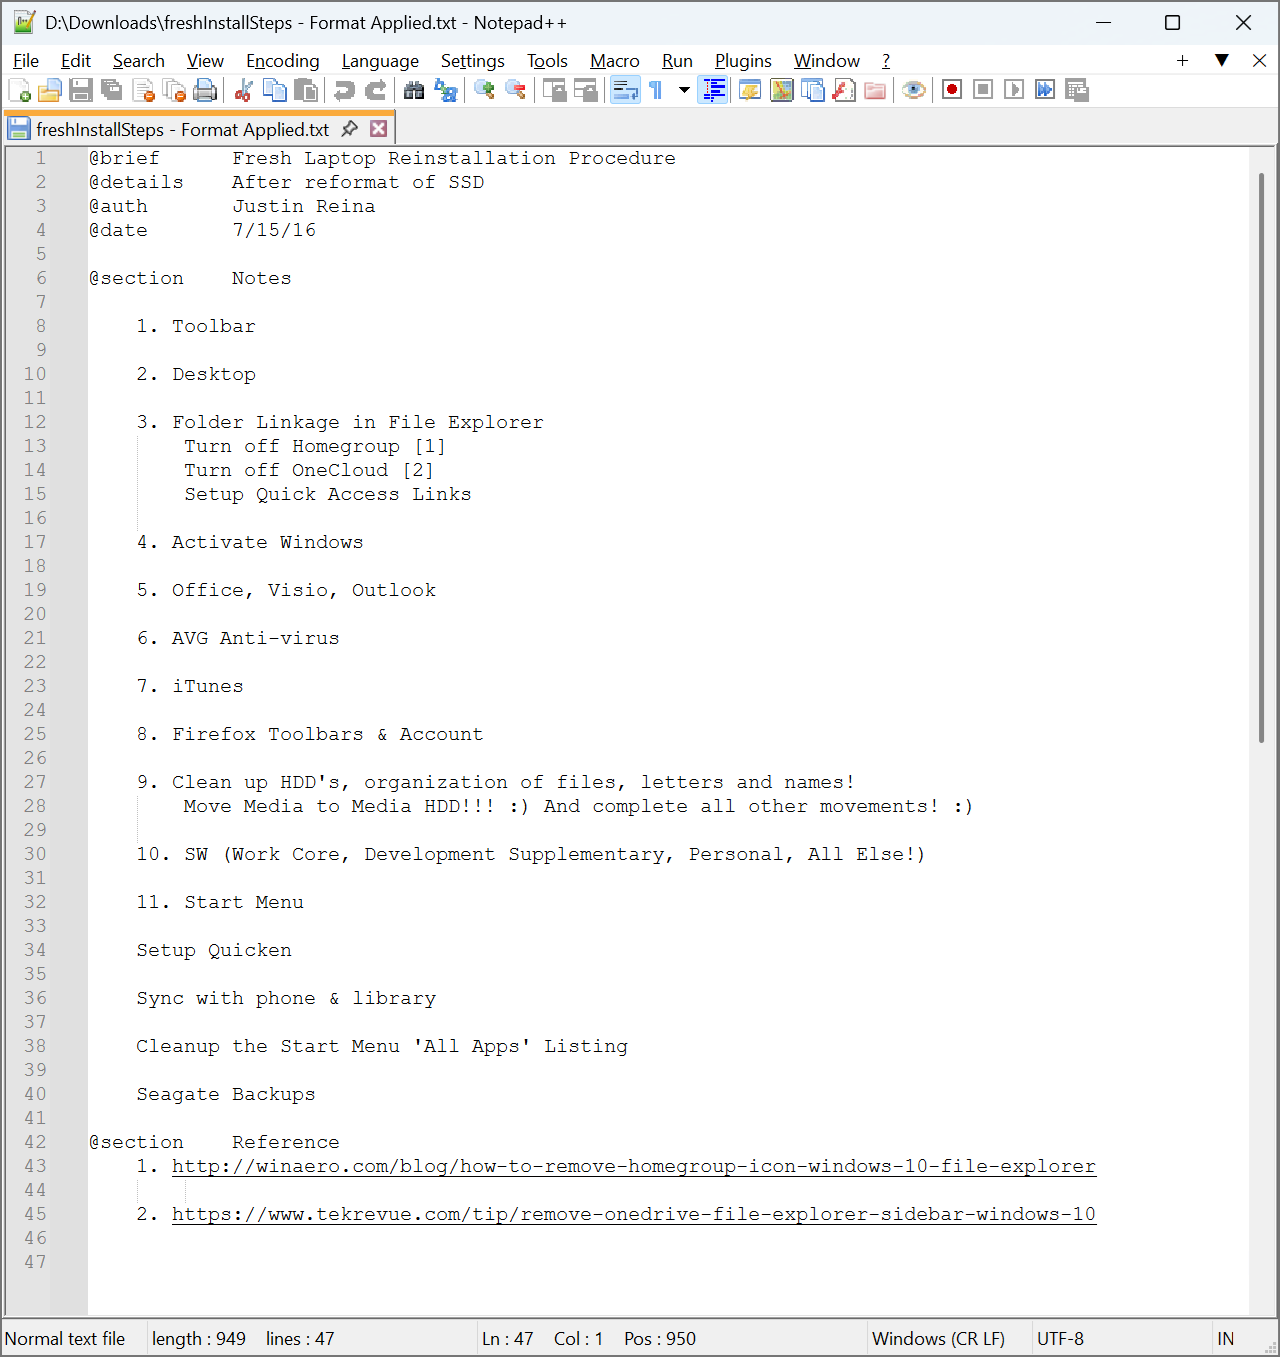 D:\Downloads\freshInstallSteps - Format Applied.txt - Notepad++
File Edit Search View Encoding Language Settings Tools Macro Run Plugins Window ?
freshInstallSteps - Format Applied.txt
1 @brief Fresh Laptop Reinstallation Procedure
2 @details After reformat of SSD
3 @auth Justin Reina
4 @date 7/15/16
5
6 @section Notes
7
8 1. Toolbar
9
10 2. Desktop
11
12 3. Folder Linkage in File Explorer
13 Turn off Homegroup [1]
14 Turn off OneCloud [2]
15 Setup Quick Access Links
16
17 4. Activate Windows
18
19 5. Office, Visio, Outlook
20
21 6. AVG Anti-virus
22
23 7. iTunes
24
25 8. Firefox Toolbars & Account
26
27 9. Clean up HDD's, organization of files, letters and names!
28 Move Media to Media HDD!!! :) And complete all other movements! :)
29
30 10. SW (Work Core, Development Supplementary, Personal, All Else!)
31
32 11. Start Menu
33
34 Setup Quicken
35
36 Sync with phone & library
37
38 Cleanup the Start Menu 'All Apps' Listing
39
40 Seagate Backups
41
42 @section Reference
43 1. http://winaero.com/blog/how-to-remove-homegroup-icon-windows-10-file-explorer
44
45 2. https://www.tekrevue.com/tip/remove-onedrive-file-explorer-sidebar-windows-10
46
47
Normal text file length : 949 lines : 47 Ln : 47 Col : 1 Pos : 950 Windows (CR LF) UTF-8 IN